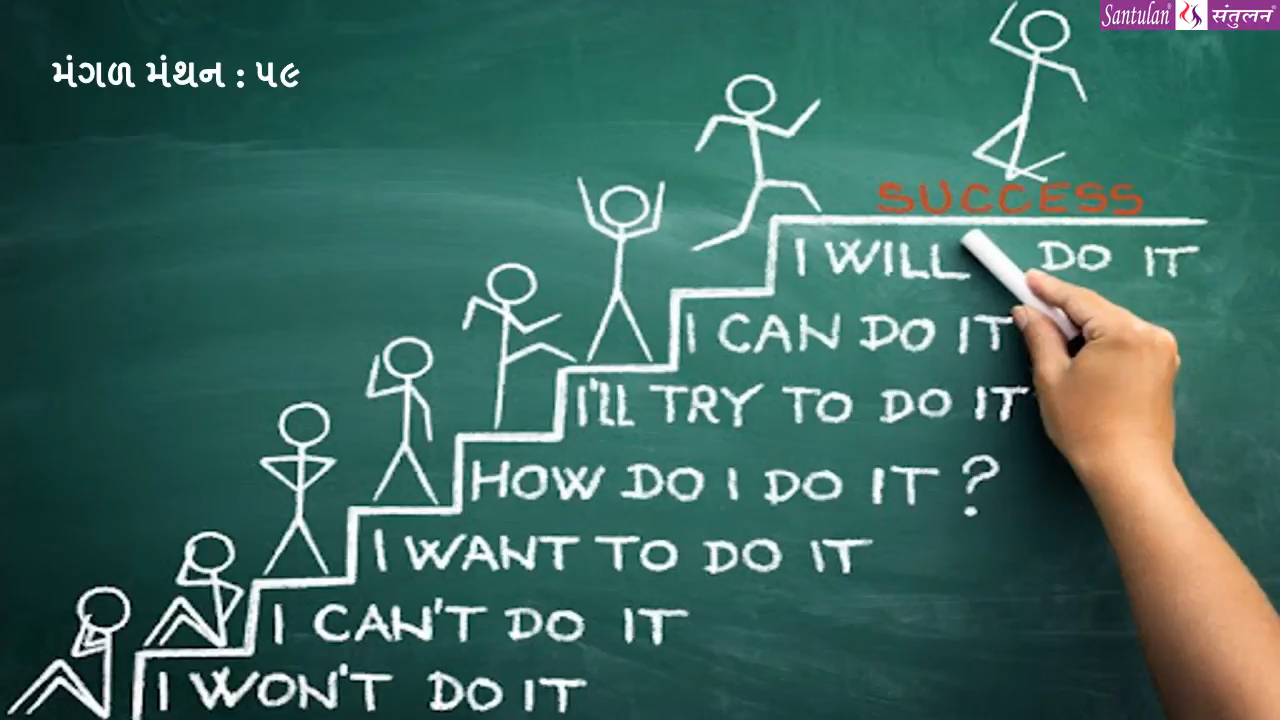 Santulan संतुलन
મંગળ મંથન : ૫૯
SUCCESS
I WILL DO IT
I CAN DO IT
I'LL TRY TO DO IT
HOW DO I DO IT ?
I WANT TO DO IT
I CAN'T DO IT
I WON'T DO IT